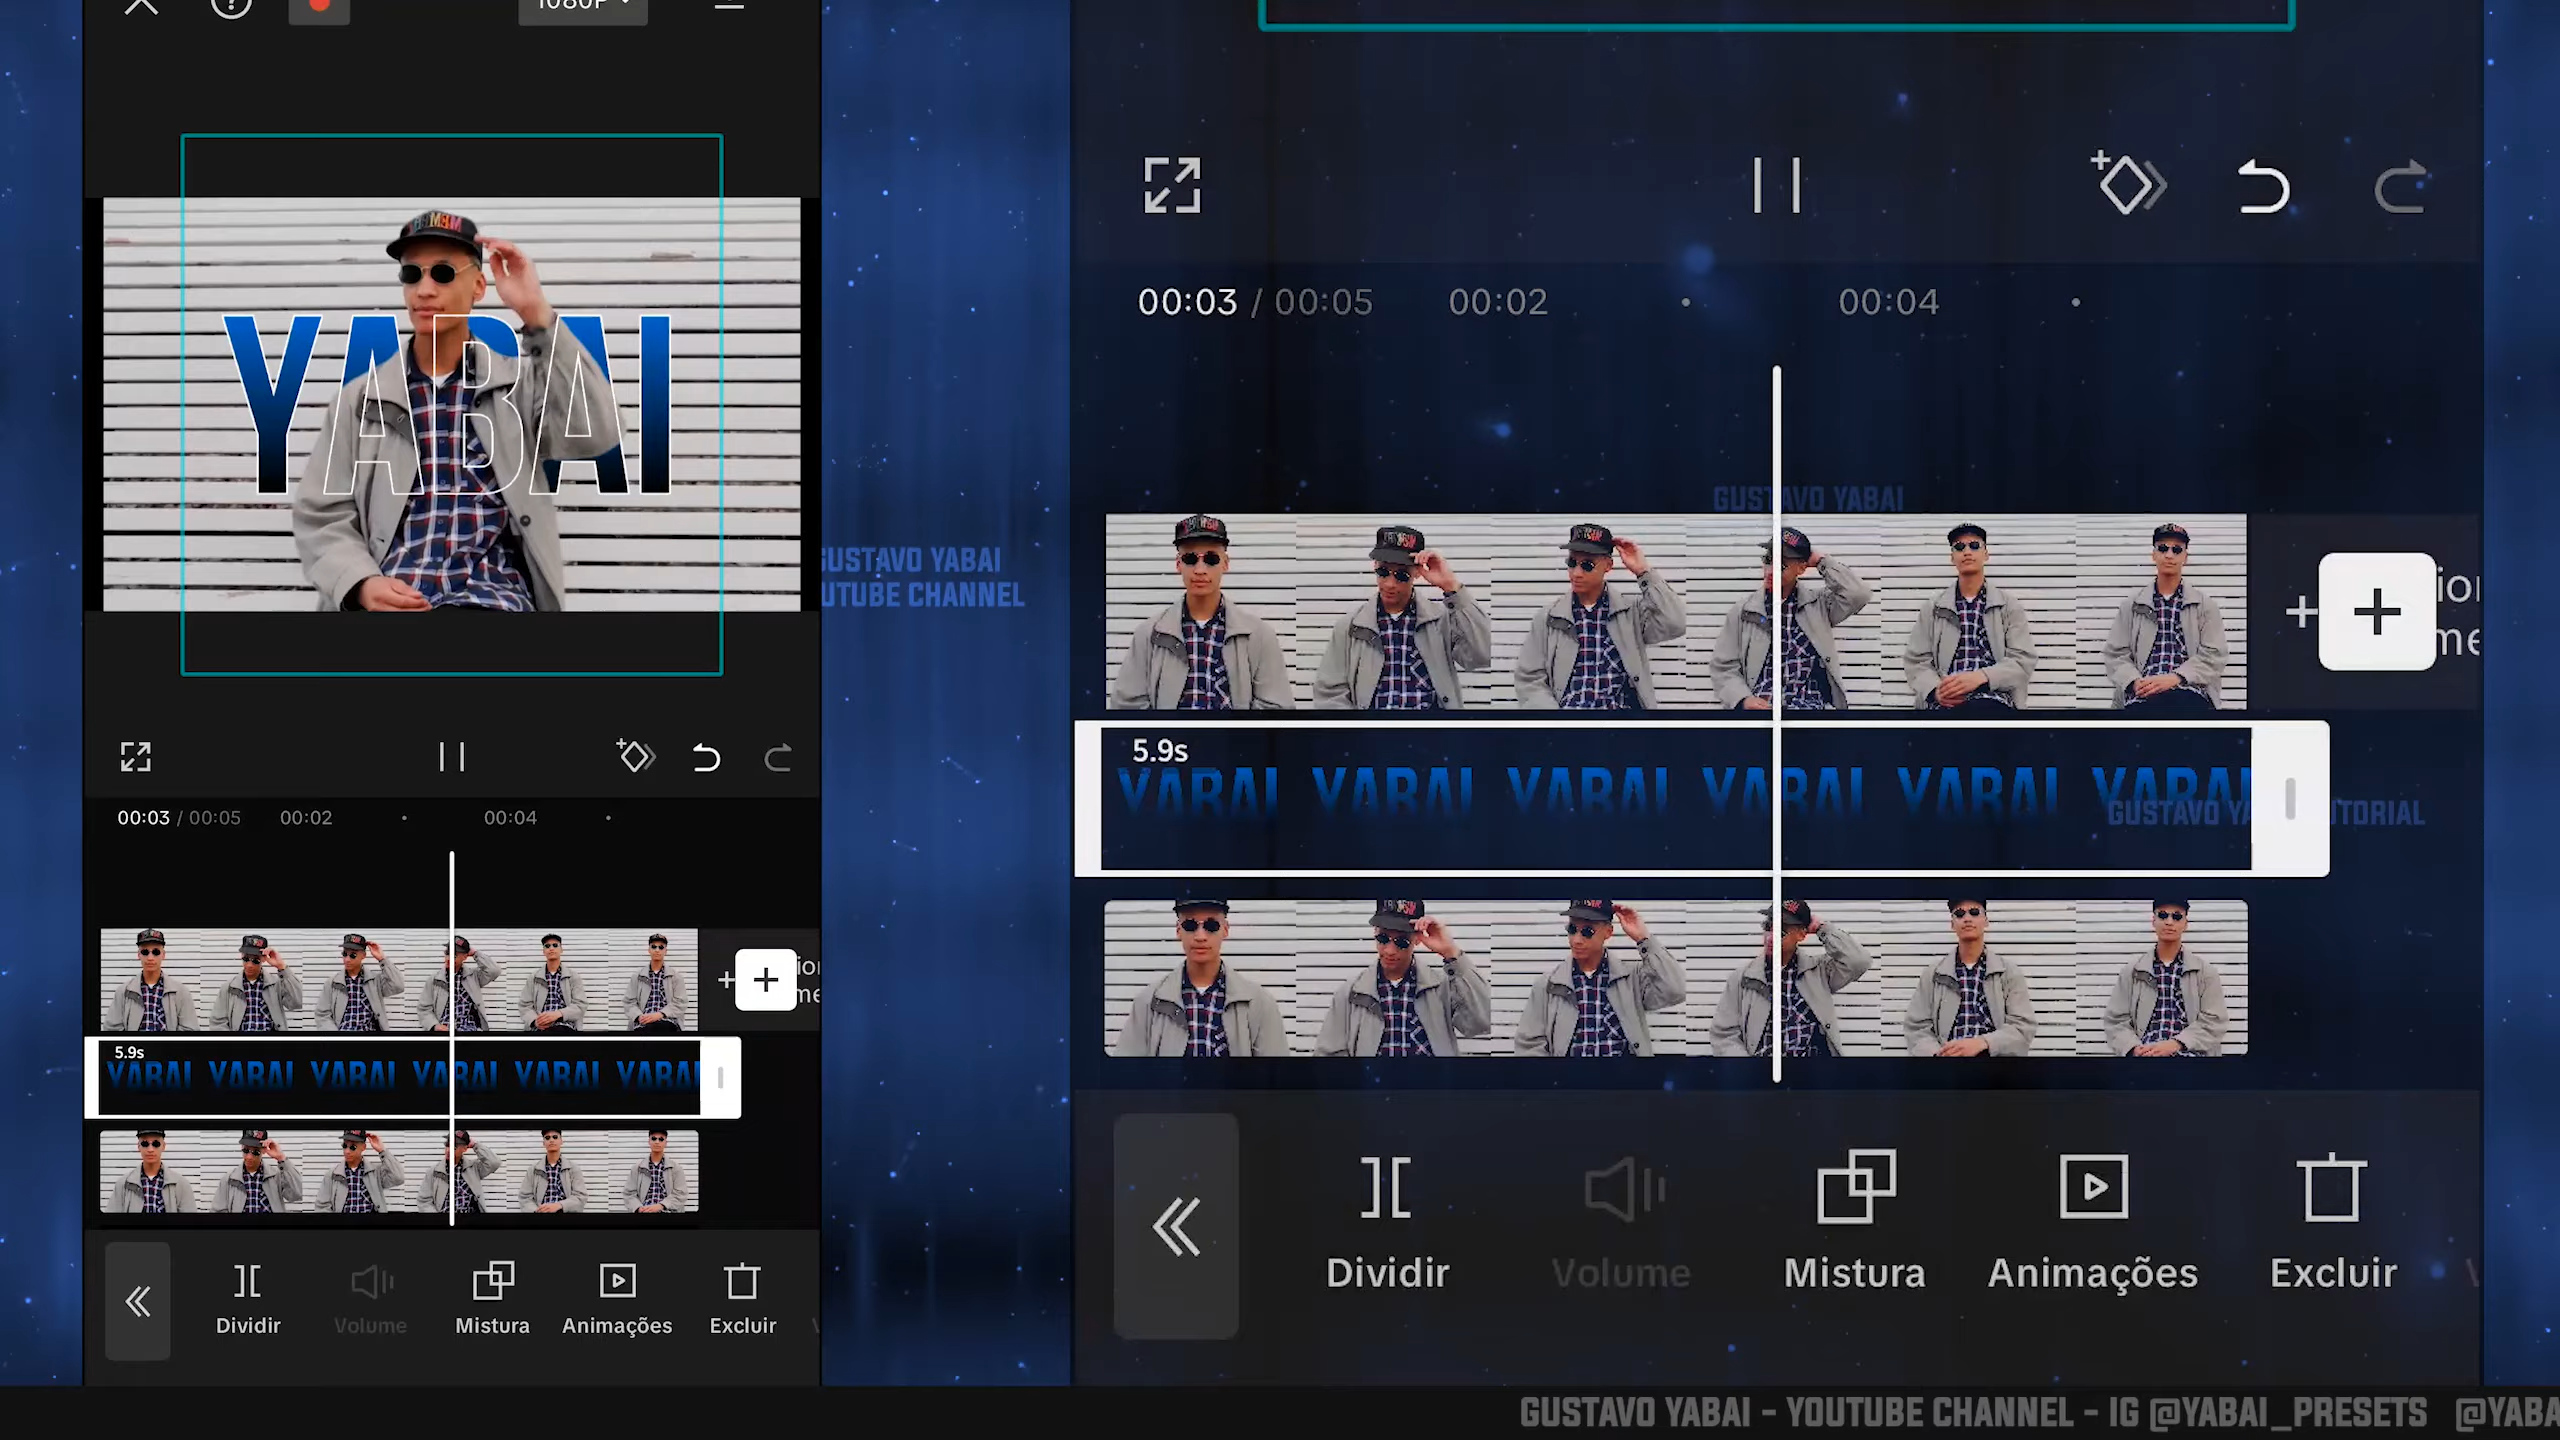 1080P
YABAI
00:03 / 00:05 00:02 00:04
5.9s
YABAI YABAI YABAI YABAI YABAI YABAI
Dividir
Volume
Mistura
Animações
Excluir
GUSTAVO YABAI
UTUBE CHANNEL
00:03 / 00:05 00:02 00:04
GUSTAVO YABAI
5.9s
YABAI YABAI YABAI YABAI YABAI YABAI
Dividir
Volume
Mistura
Animações
Excluir
GUSTAVO YABAI - YOUTUBE CHANNEL - IG @YABAI_PRESETS @YABA